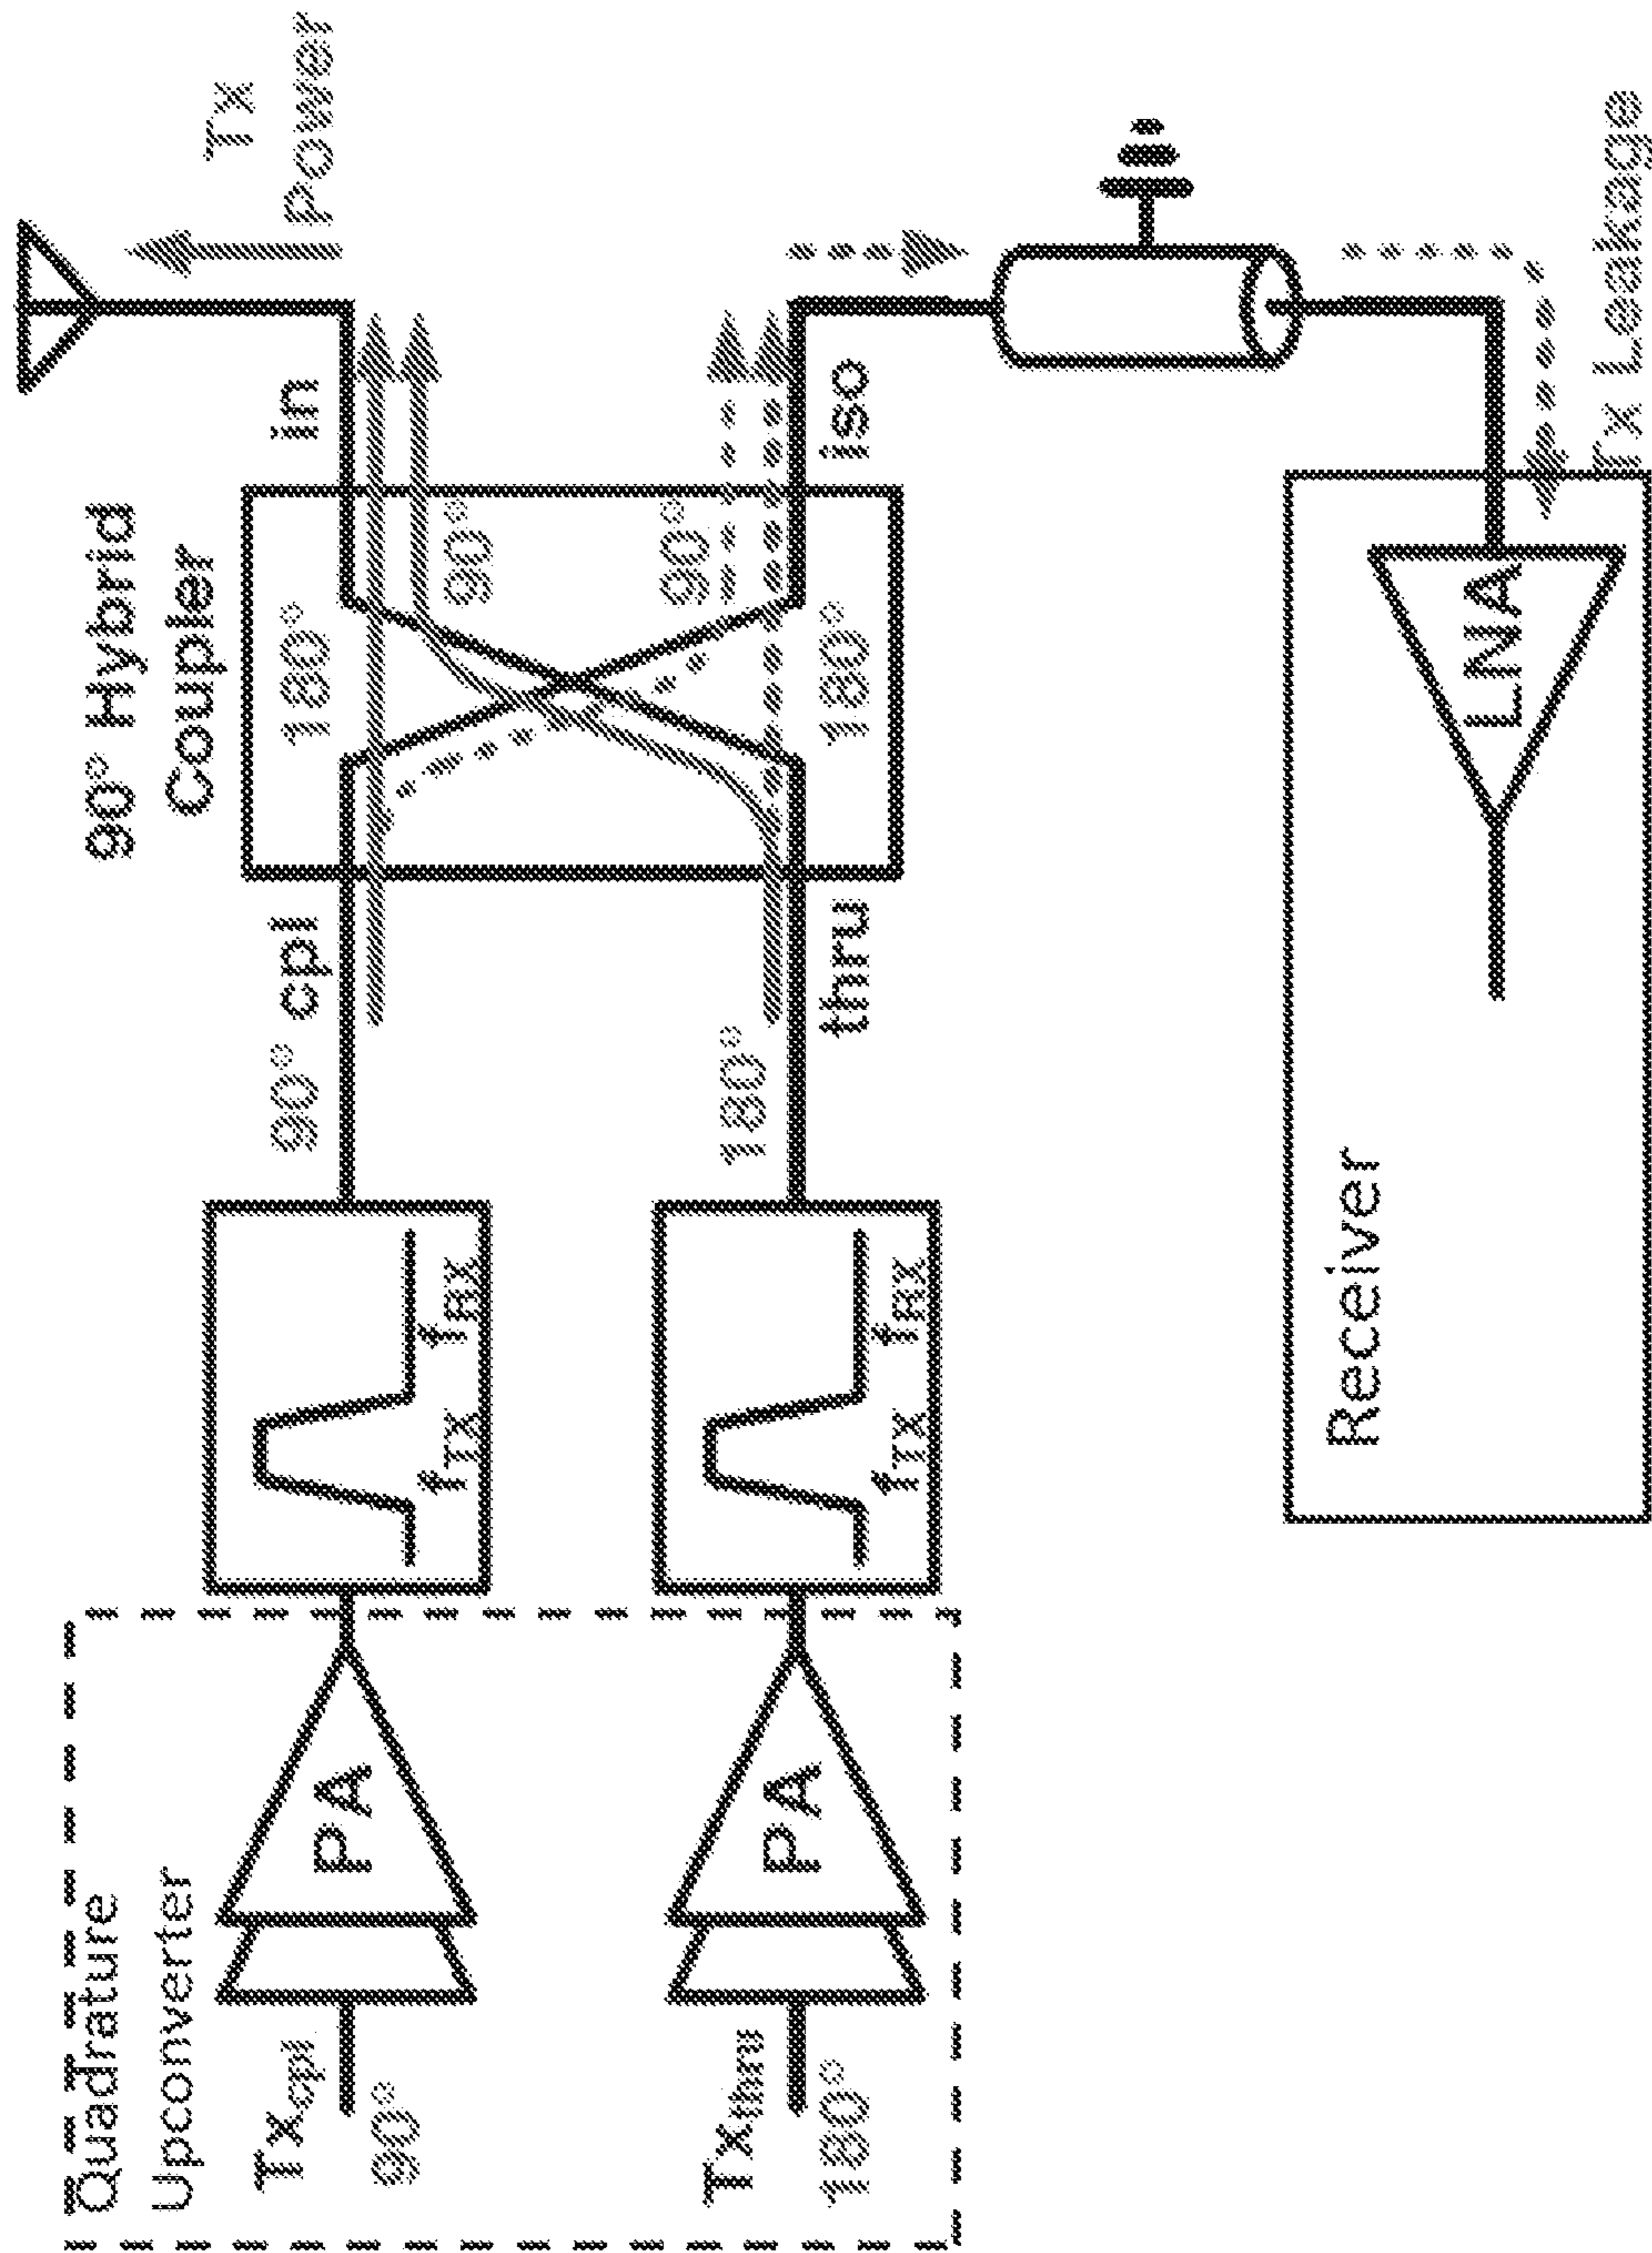 Quadrature
Upconverter
Tx_cpl
90°
PA
Tx_thru
180°
PA
f_TX f_RX
f_TX f_RX
90° cpl
180°
thru
90° Hybrid
Coupler
180°
90°
90°
180°
in
iso
Tx
Power
Receiver
LNA
Tx Leakage